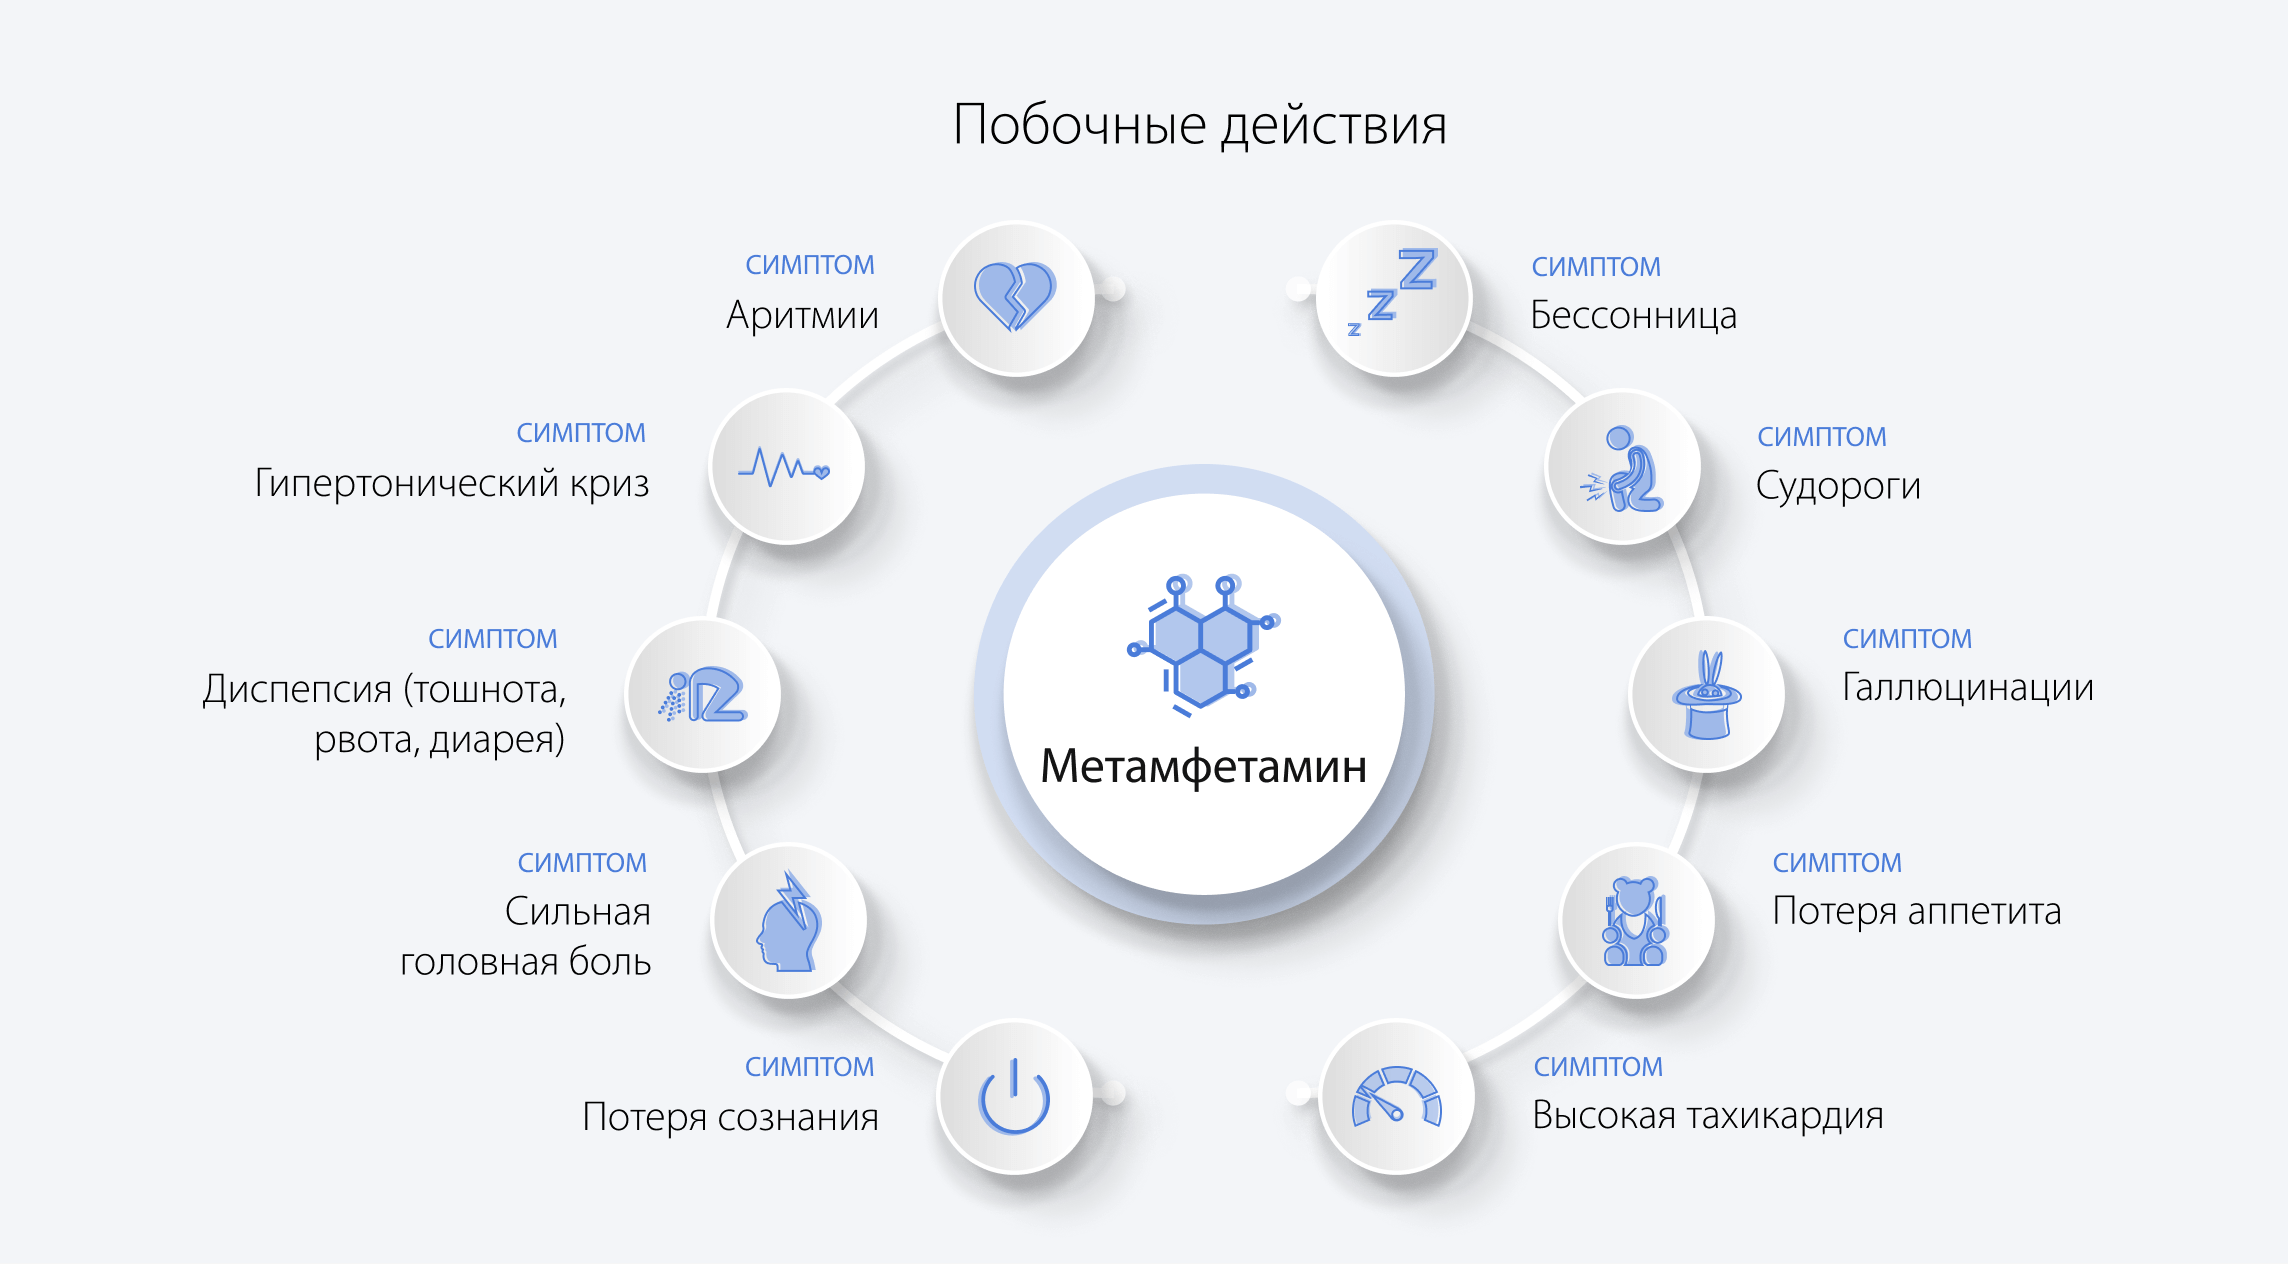 Побочные действия
СИМПТОМ
Аритмии
СИМПТОМ
Гипертонический криз
СИМПТОМ
Диспепсия (тошнота,
рвота, диарея)
СИМПТОМ
Сильная
головная боль
СИМПТОМ
Потеря сознания
Метамфетамин
СИМПТОМ
Бессонница
СИМПТОМ
Судороги
СИМПТОМ
Галлюцинации
СИМПТОМ
Потеря аппетита
СИМПТОМ
Высокая тахикардия
z
z
z